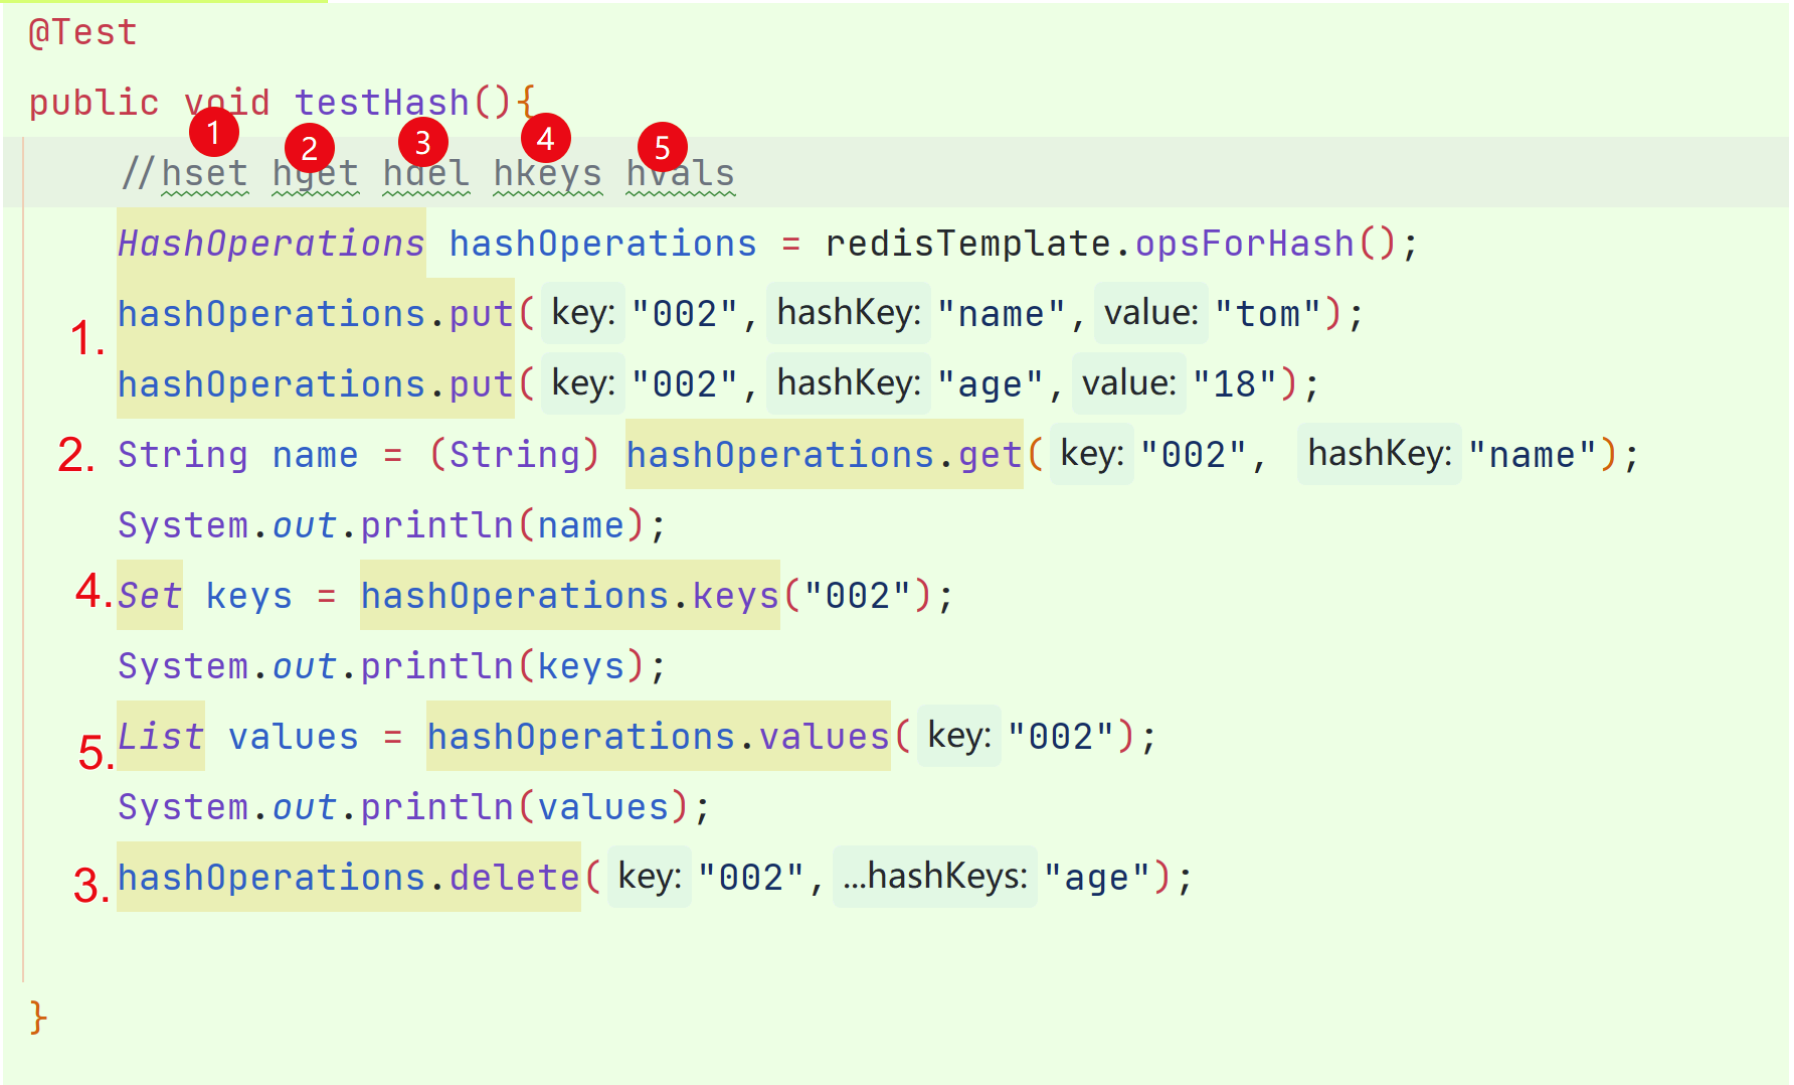 @Test
public void testHash(){
1 2 3 4 5
//hset hget hdel hkeys hvals
HashOperations hashOperations = redisTemplate.opsForHash();
1. hashOperations.put( key: "002", hashKey: "name", value: "tom");
hashOperations.put( key: "002", hashKey: "age", value: "18");
2. String name = (String) hashOperations.get( key: "002", hashKey: "name");
System.out.println(name);
4. Set keys = hashOperations.keys("002");
System.out.println(keys);
5. List values = hashOperations.values( key: "002");
System.out.println(values);
3. hashOperations.delete( key: "002", ...hashKeys: "age");
}